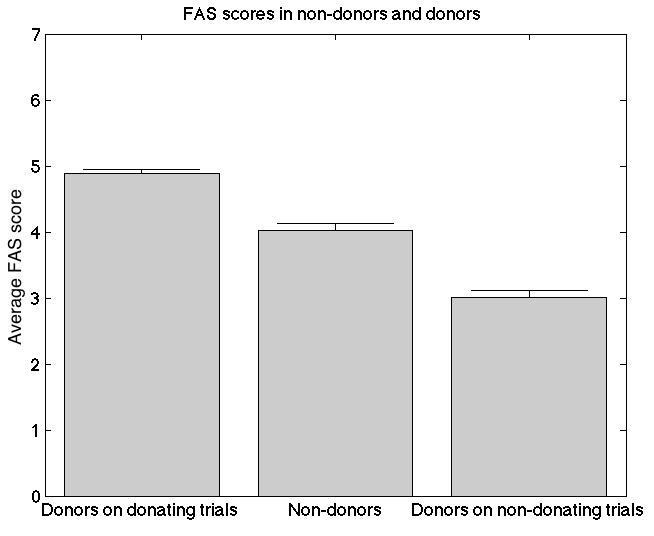 FAS scores in non-donors and donors
7
6
5
4
3
2
1
0
Average FAS score
Donors on donating trials
Non-donors
Donors on non-donating trials